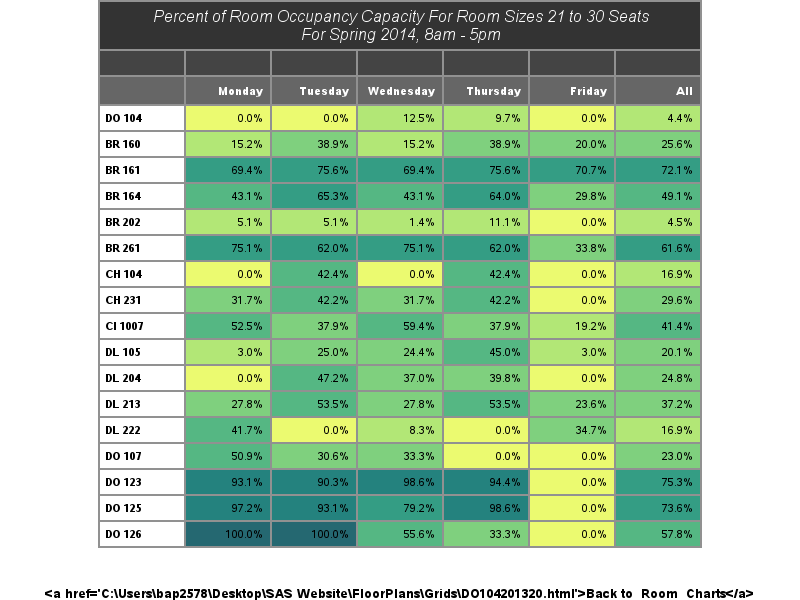 Percent of Room Occupancy Capacity For Room Sizes 21 to 30 Seats
For Spring 2014, 8am - 5pm
Monday Tuesday Wednesday Thursday Friday All
DO 104 0.0% 0.0% 12.5% 9.7% 0.0% 4.4%
BR 160 15.2% 38.9% 15.2% 38.9% 20.0% 25.6%
BR 161 69.4% 75.6% 69.4% 75.6% 70.7% 72.1%
BR 164 43.1% 65.3% 43.1% 64.0% 29.8% 49.1%
BR 202 5.1% 5.1% 1.4% 11.1% 0.0% 4.5%
BR 261 75.1% 62.0% 75.1% 62.0% 33.8% 61.6%
CH 104 0.0% 42.4% 0.0% 42.4% 0.0% 16.9%
CH 231 31.7% 42.2% 31.7% 42.2% 0.0% 29.6%
CI 1007 52.5% 37.9% 59.4% 37.9% 19.2% 41.4%
DL 105 3.0% 25.0% 24.4% 45.0% 3.0% 20.1%
DL 204 0.0% 47.2% 37.0% 39.8% 0.0% 24.8%
DL 213 27.8% 53.5% 27.8% 53.5% 23.6% 37.2%
DL 222 41.7% 0.0% 8.3% 0.0% 34.7% 16.9%
DO 107 50.9% 30.6% 33.3% 0.0% 0.0% 23.0%
DO 123 93.1% 90.3% 98.6% 94.4% 0.0% 75.3%
DO 125 97.2% 93.1% 79.2% 98.6% 0.0% 73.6%
DO 126 100.0% 100.0% 55.6% 33.3% 0.0% 57.8%
<a href='C:\Users\bap2578\Desktop\SAS Website\FloorPlans\Grids\DO104201320.html'>Back to Room Charts</a>